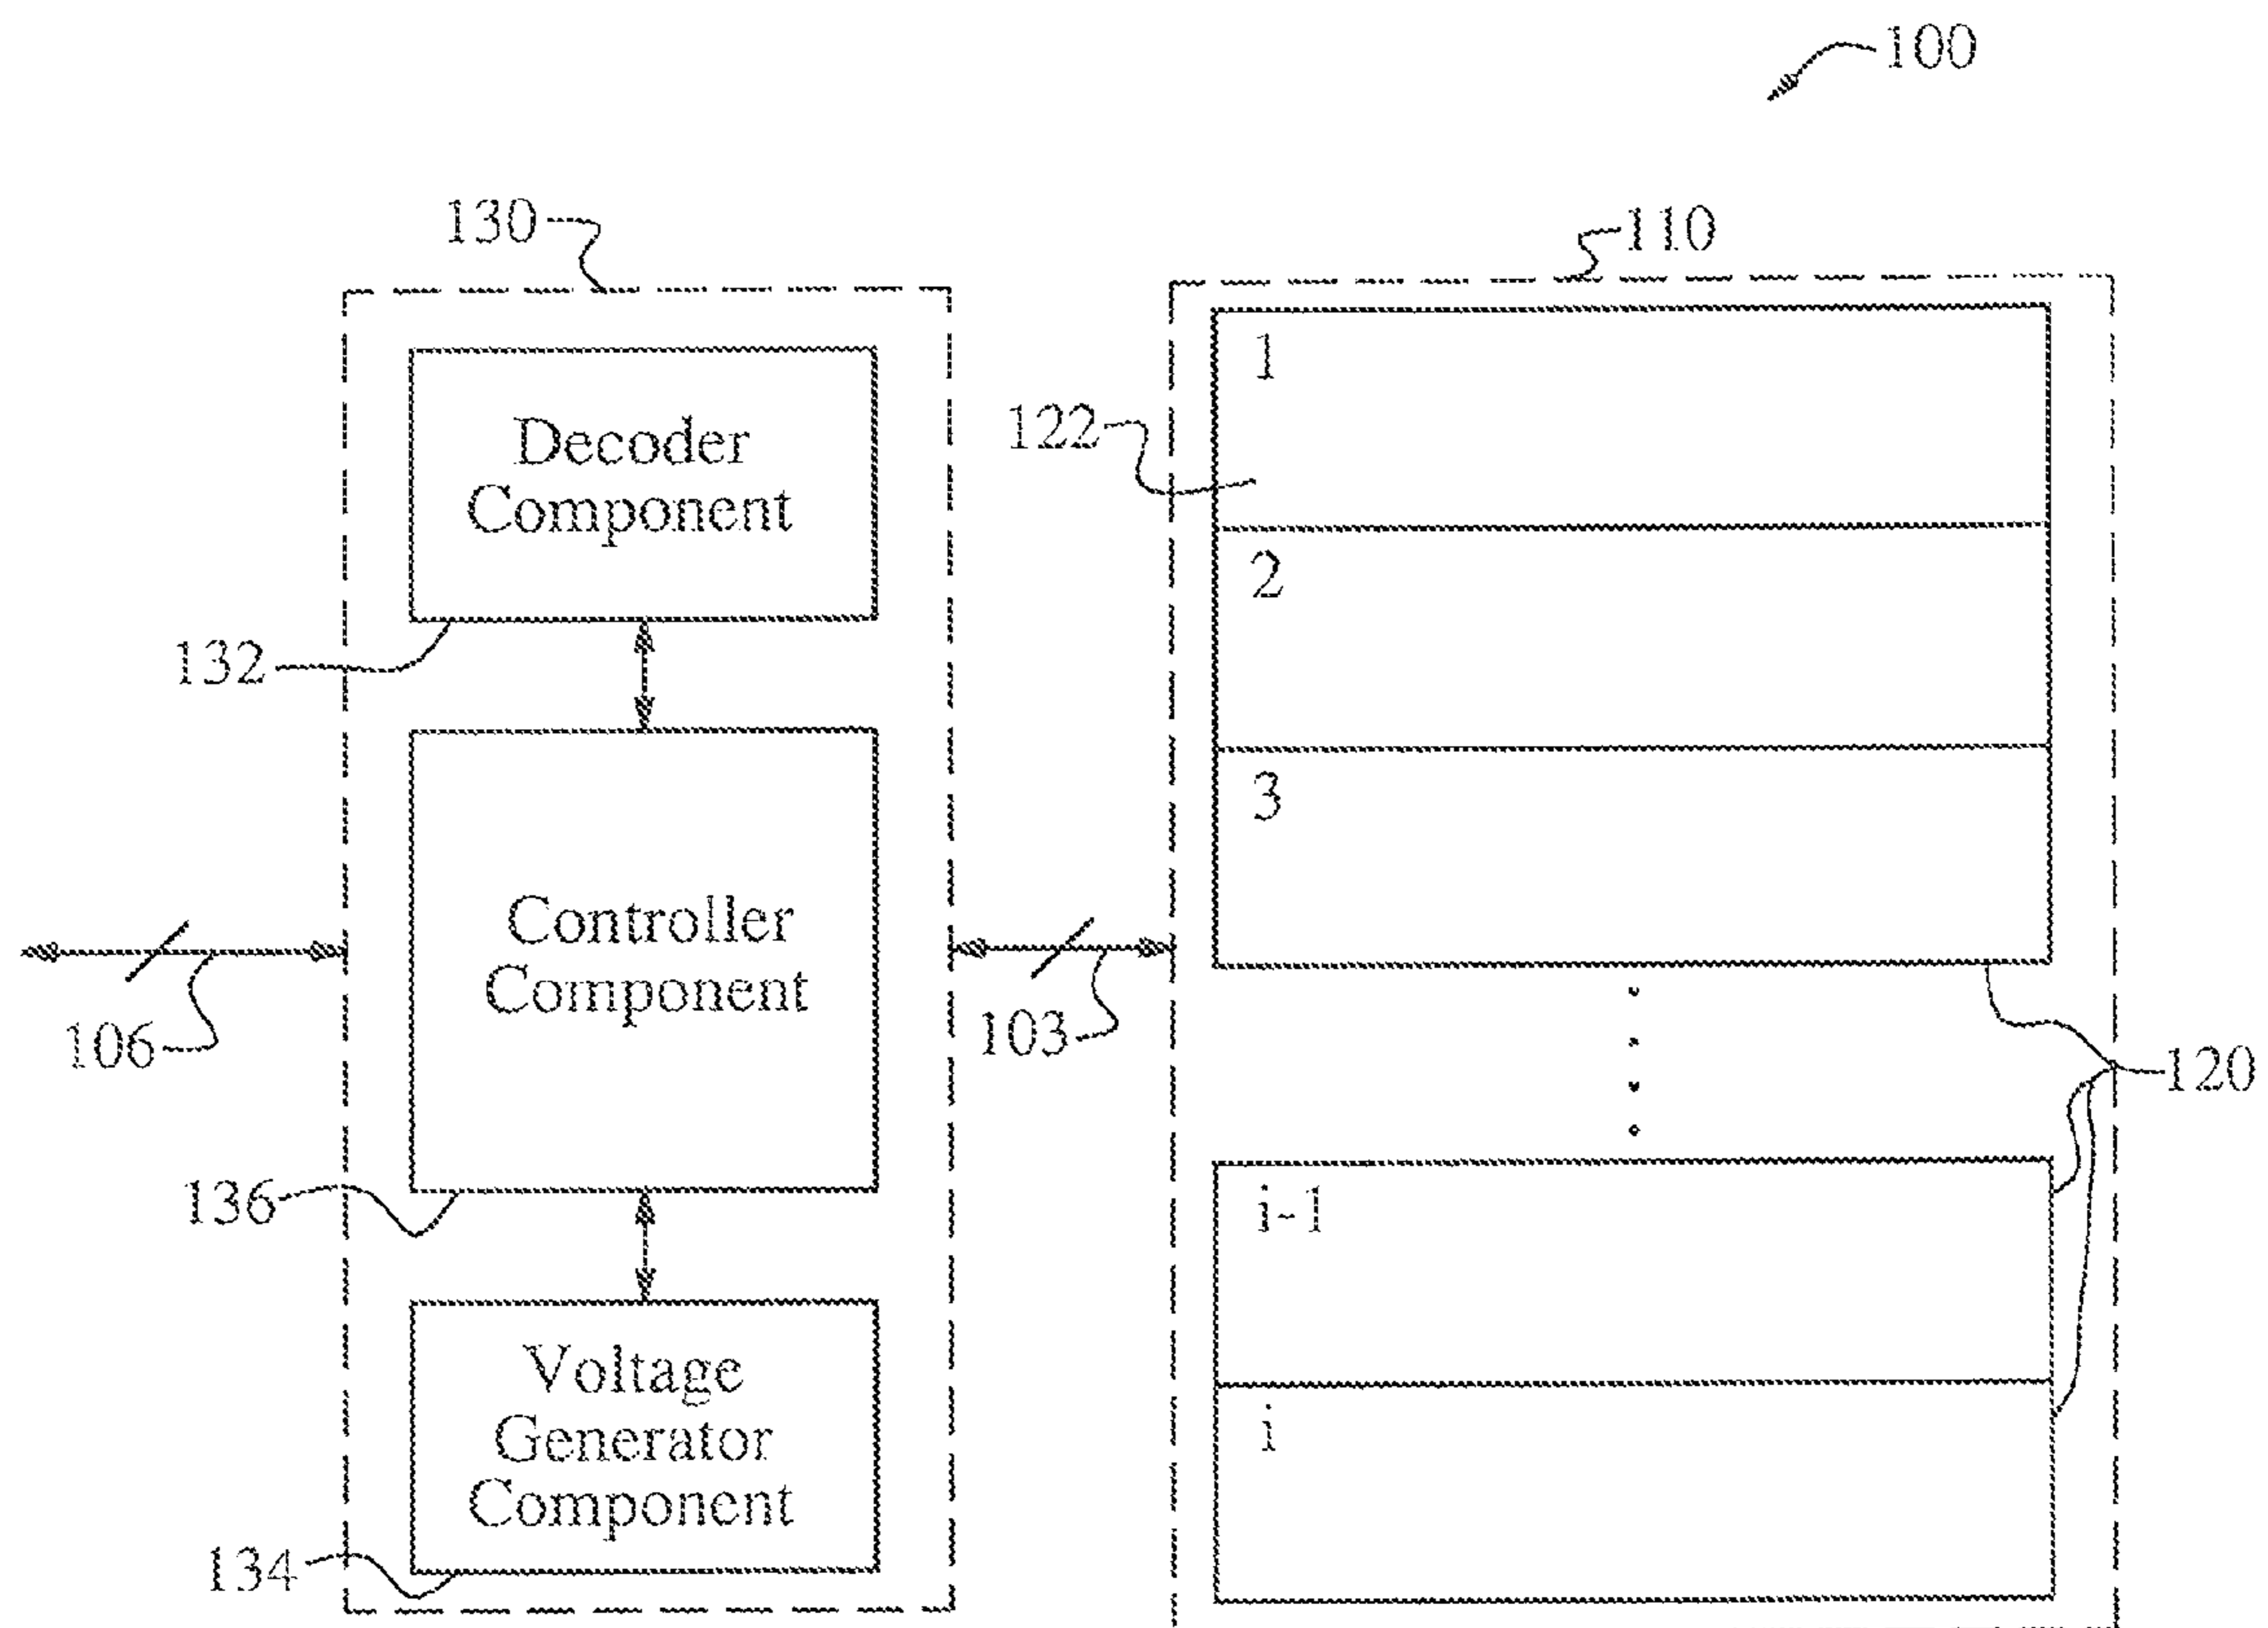 100
130
110
1
Decoder
Component
122
2
132
3
Controller
Component
106
103
120
136
i-1
Voltage
Generator
Component
i
134